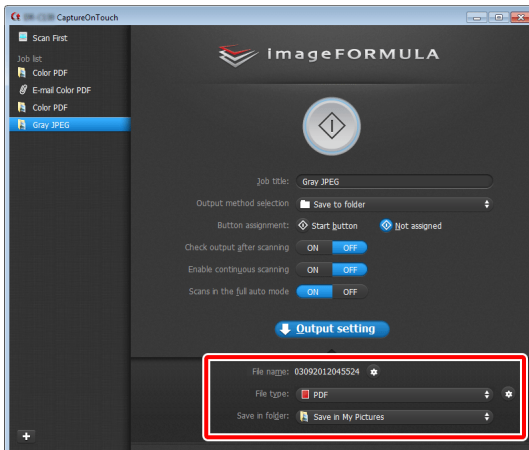 CaptureOnTouch
Scan First
Job list
Color PDF
E-mail Color PDF
Color PDF
Gray JPEG
imageFORMULA
Job title: Gray JPEG
Output method selection Save to folder
Button assignment: Start button Not assigned
Check output after scanning ON OFF
Enable continuous scanning ON OFF
Scans in the full auto mode ON OFF
Output setting
File name: 03092012045524
File type: PDF
Save in folder: Save in My Pictures